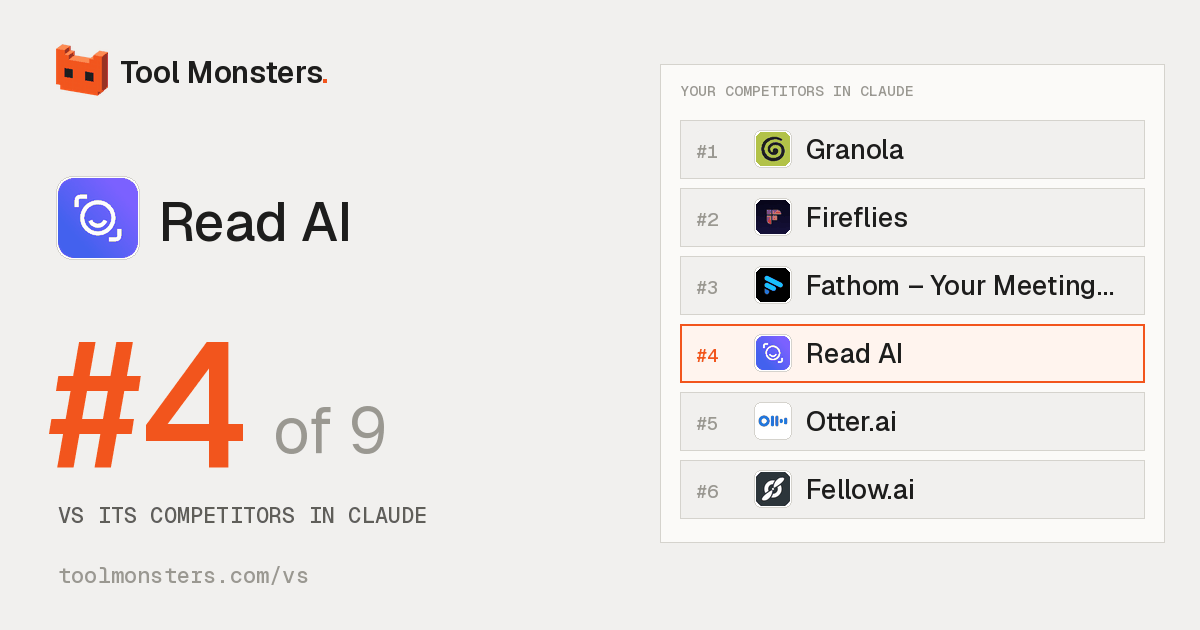 Tool Monsters.
Read AI
#4 of 9
VS ITS COMPETITORS IN CLAUDE
toolmonsters.com/vs
YOUR COMPETITORS IN CLAUDE
#1 Granola
#2 Fireflies
#3 Fathom – Your Meeting...
#4 Read AI
#5 Otter.ai
#6 Fellow.ai